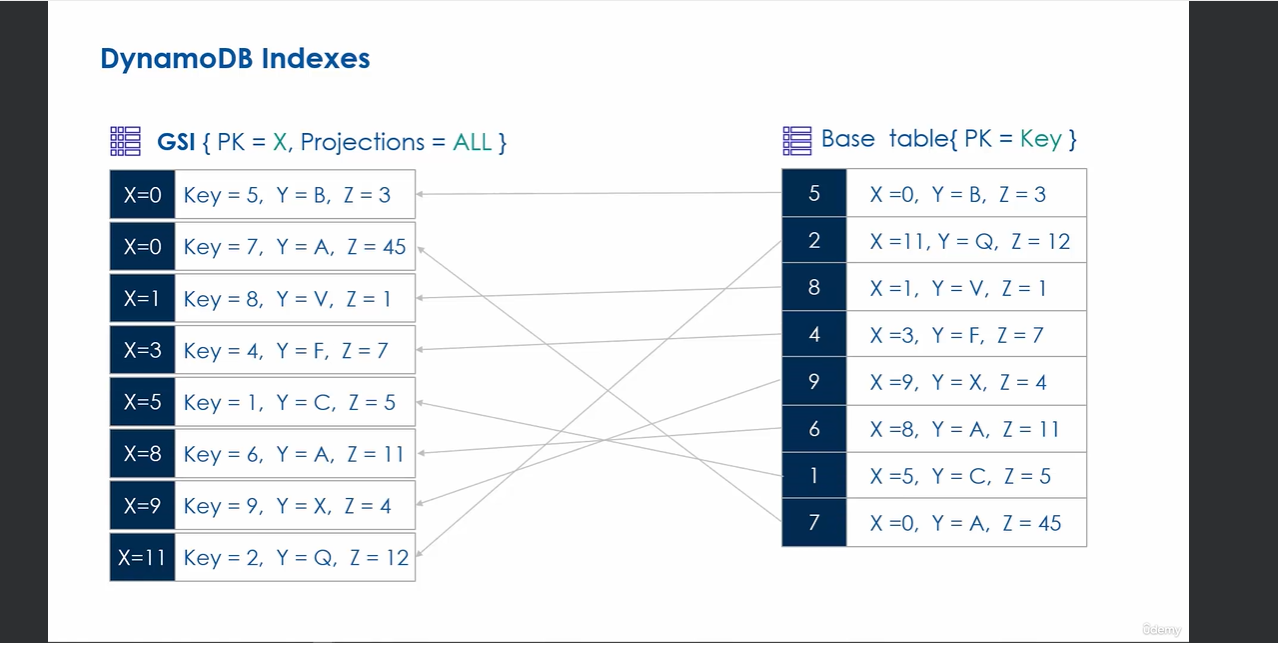 DynamoDB Indexes
GSI { PK = X, Projections = ALL }
X=0 Key = 5, Y = B, Z = 3
X=0 Key = 7, Y = A, Z = 45
X=1 Key = 8, Y = V, Z = 1
X=3 Key = 4, Y = F, Z = 7
X=5 Key = 1, Y = C, Z = 5
X=8 Key = 6, Y = A, Z = 11
X=9 Key = 9, Y = X, Z = 4
X=11 Key = 2, Y = Q, Z = 12
Base table{ PK = Key }
5 X =0, Y = B, Z = 3
2 X =11, Y = Q, Z = 12
8 X =1, Y = V, Z = 1
4 X =3, Y = F, Z = 7
9 X =9, Y = X, Z = 4
6 X =8, Y = A, Z = 11
1 X =5, Y = C, Z = 5
7 X =0, Y = A, Z = 45
ûdemy